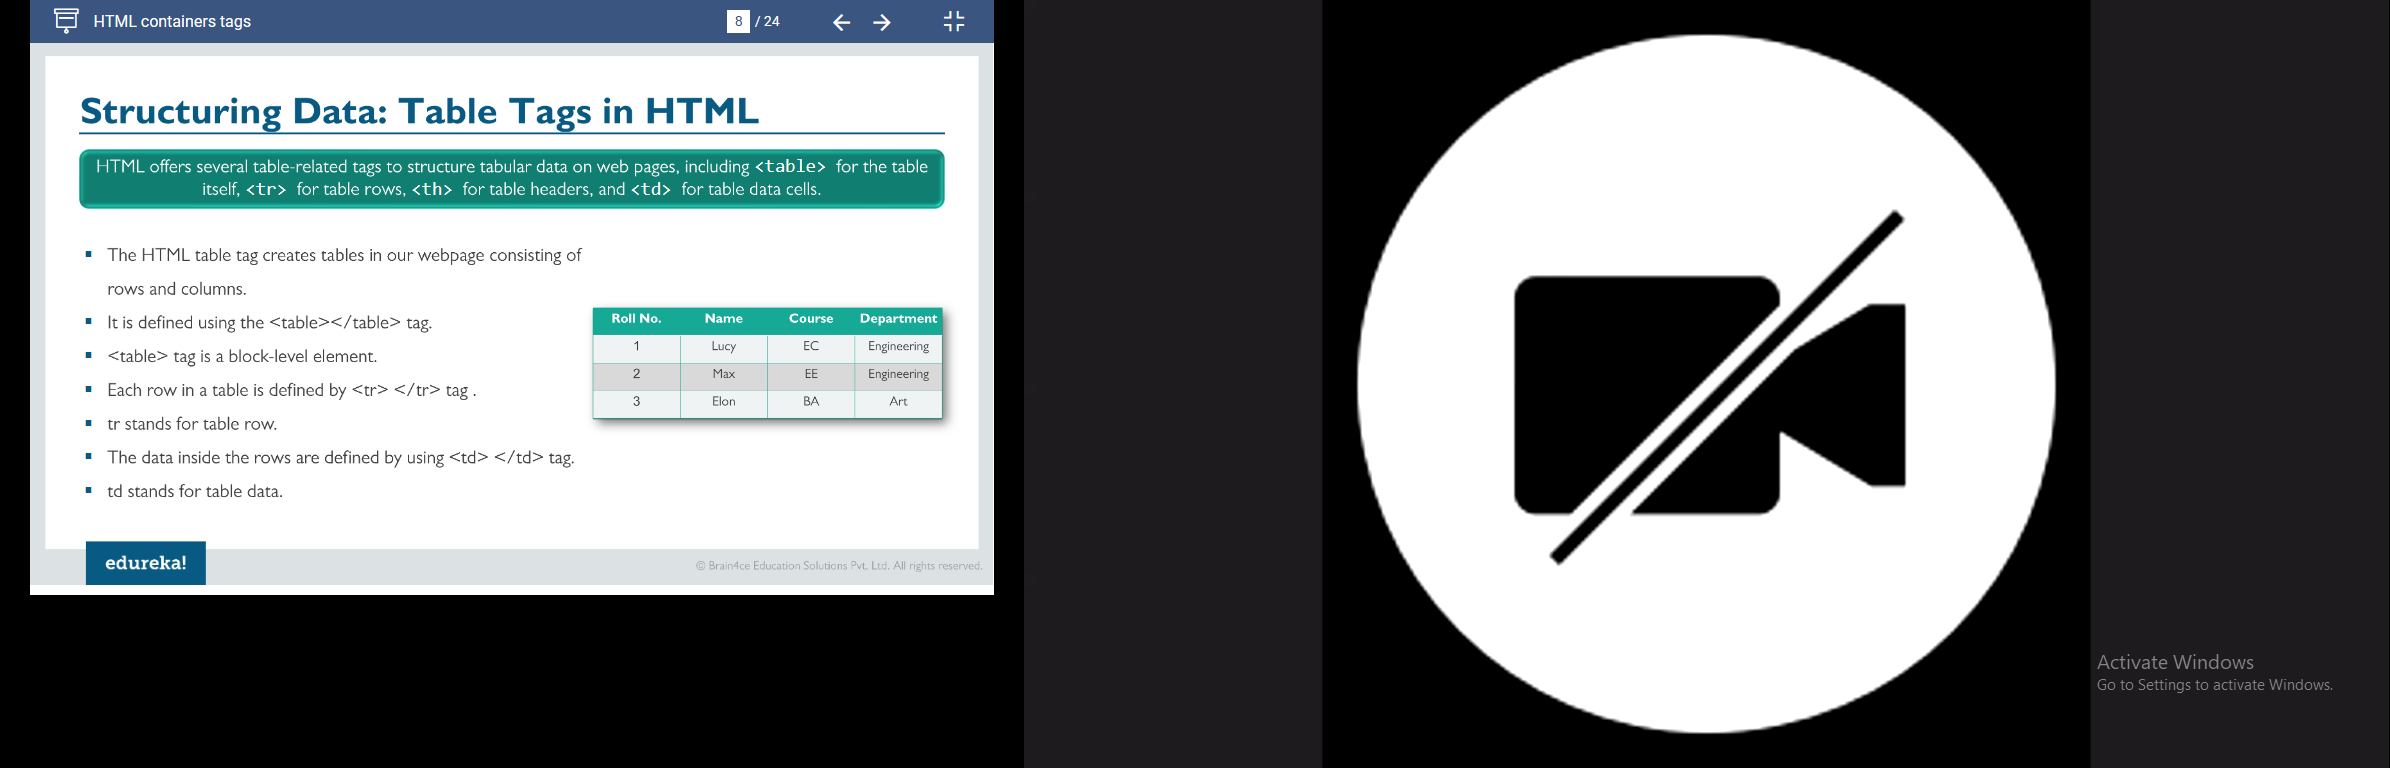 HTML containers tags
8 / 24
Structuring Data: Table Tags in HTML
HTML offers several table-related tags to structure tabular data on web pages, including <table> for the table
itself, <tr> for table rows, <th> for table headers, and <td> for table data cells.
▪ The HTML table tag creates tables in our webpage consisting of
rows and columns.
▪ It is defined using the <table></table> tag.
▪ <table> tag is a block-level element.
▪ Each row in a table is defined by <tr> </tr> tag .
▪ tr stands for table row.
▪ The data inside the rows are defined by using <td> </td> tag.
▪ td stands for table data.
Roll No. Name Course Department
1 Lucy EC Engineering
2 Max EE Engineering
3 Elon BA Art
edureka!
© Brain4ce Education Solutions Pvt. Ltd. All rights reserved.
Activate Windows
Go to Settings to activate Windows.